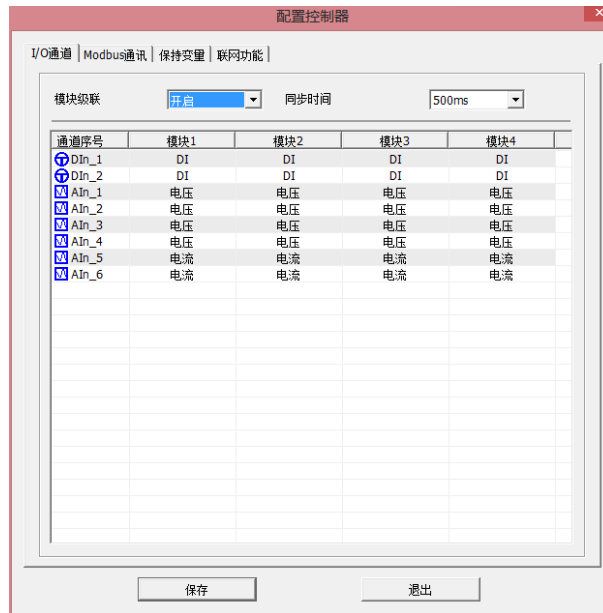 配置控制器
I/O通道 Modbus通讯 保持变量 联网功能
模块级联 开启 同步时间 500ms
通道序号 模块1 模块2 模块3 模块4
DIn_1 DI DI DI DI
DIn_2 DI DI DI DI
AIn_1 电压 电压 电压 电压
AIn_2 电压 电压 电压 电压
AIn_3 电压 电压 电压 电压
AIn_4 电压 电压 电压 电压
AIn_5 电流 电流 电流 电流
AIn_6 电流 电流 电流 电流
保存 退出